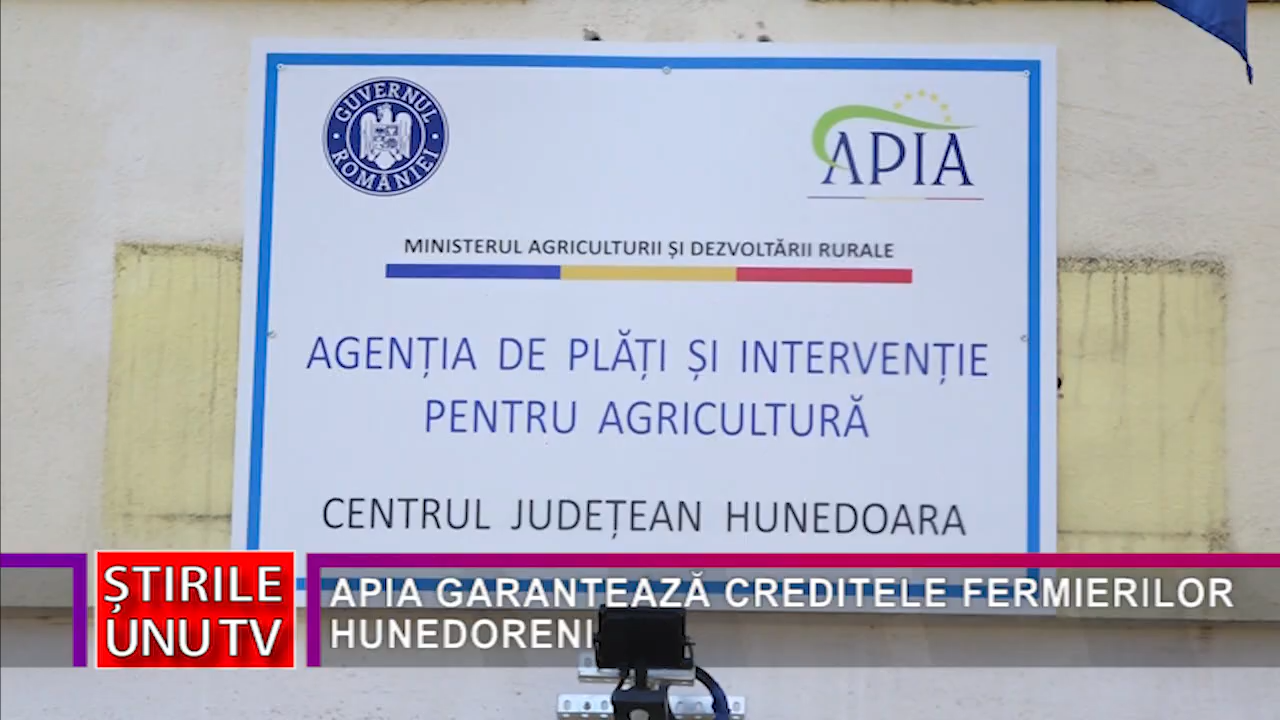 GUVERNUL ROMÂNIEI
APIA
MINISTERUL AGRICULTURII ȘI DEZVOLTĂRII RURALE
AGENȚIA DE PLĂȚI ȘI INTERVENȚIE
PENTRU AGRICULTURĂ
CENTRUL JUDEȚEAN HUNEDOARA
ȘTIRILE
UNU TV
APIA GARANTEAZĂ CREDITELE FERMIERILOR
HUNEDORENI